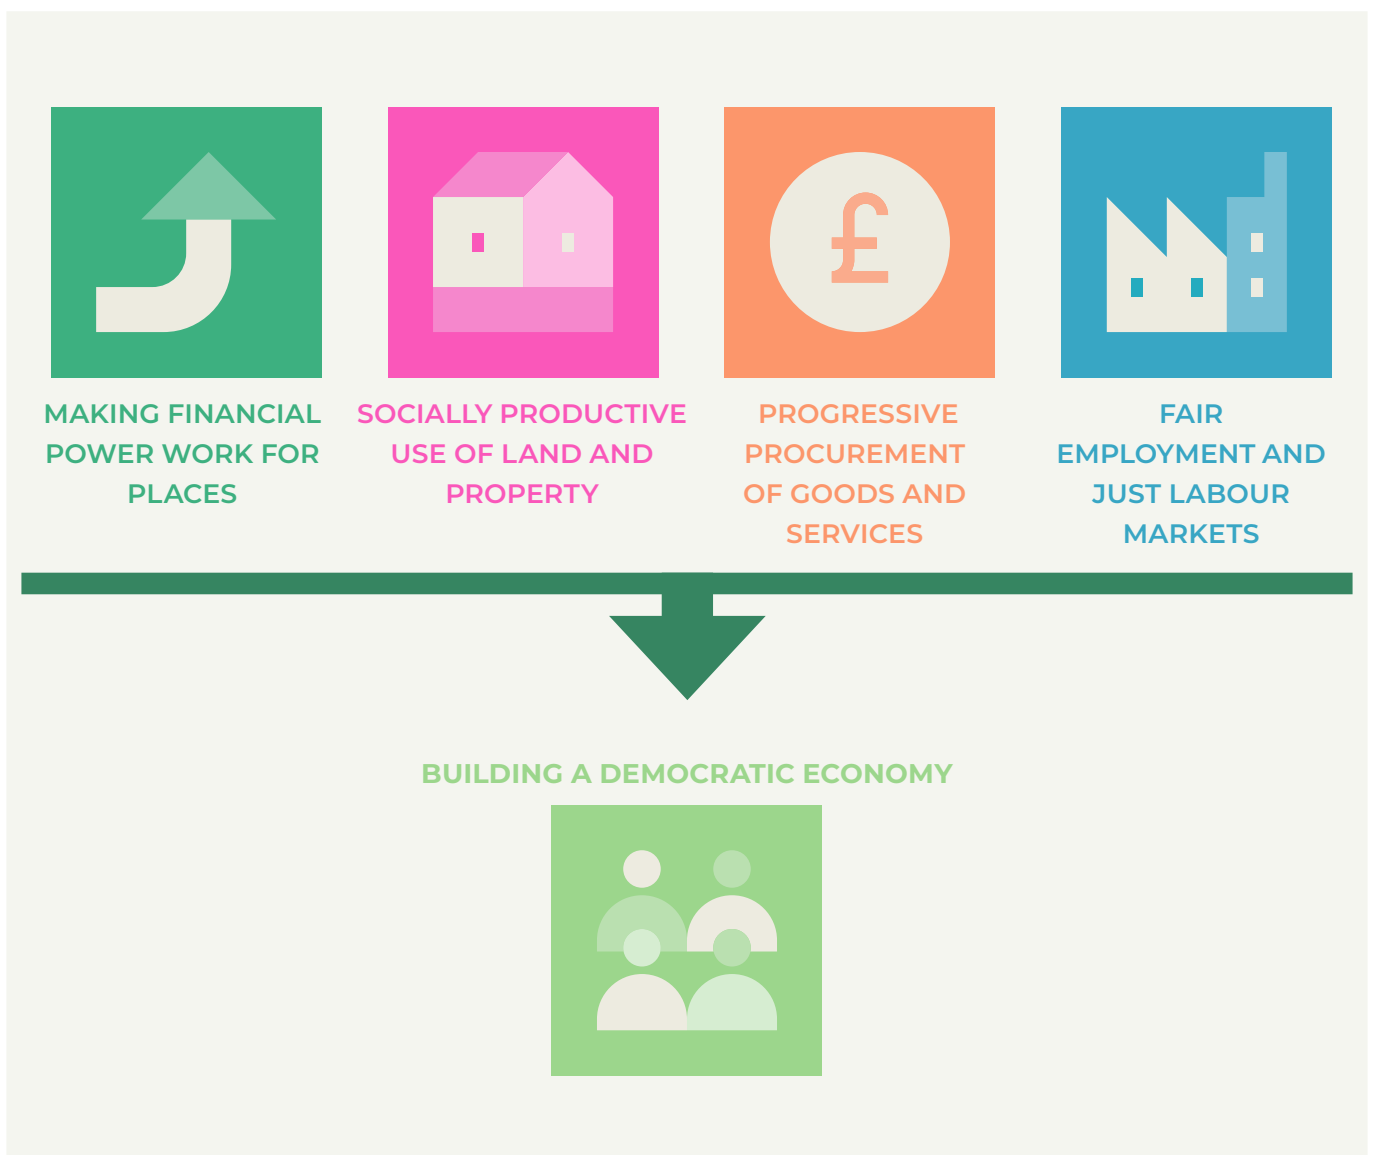 £
MAKING FINANCIAL
POWER WORK FOR
PLACES
SOCIALLY PRODUCTIVE
USE OF LAND AND
PROPERTY
PROGRESSIVE
PROCUREMENT
OF GOODS AND
SERVICES
FAIR
EMPLOYMENT AND
JUST LABOUR
MARKETS
BUILDING A DEMOCRATIC ECONOMY